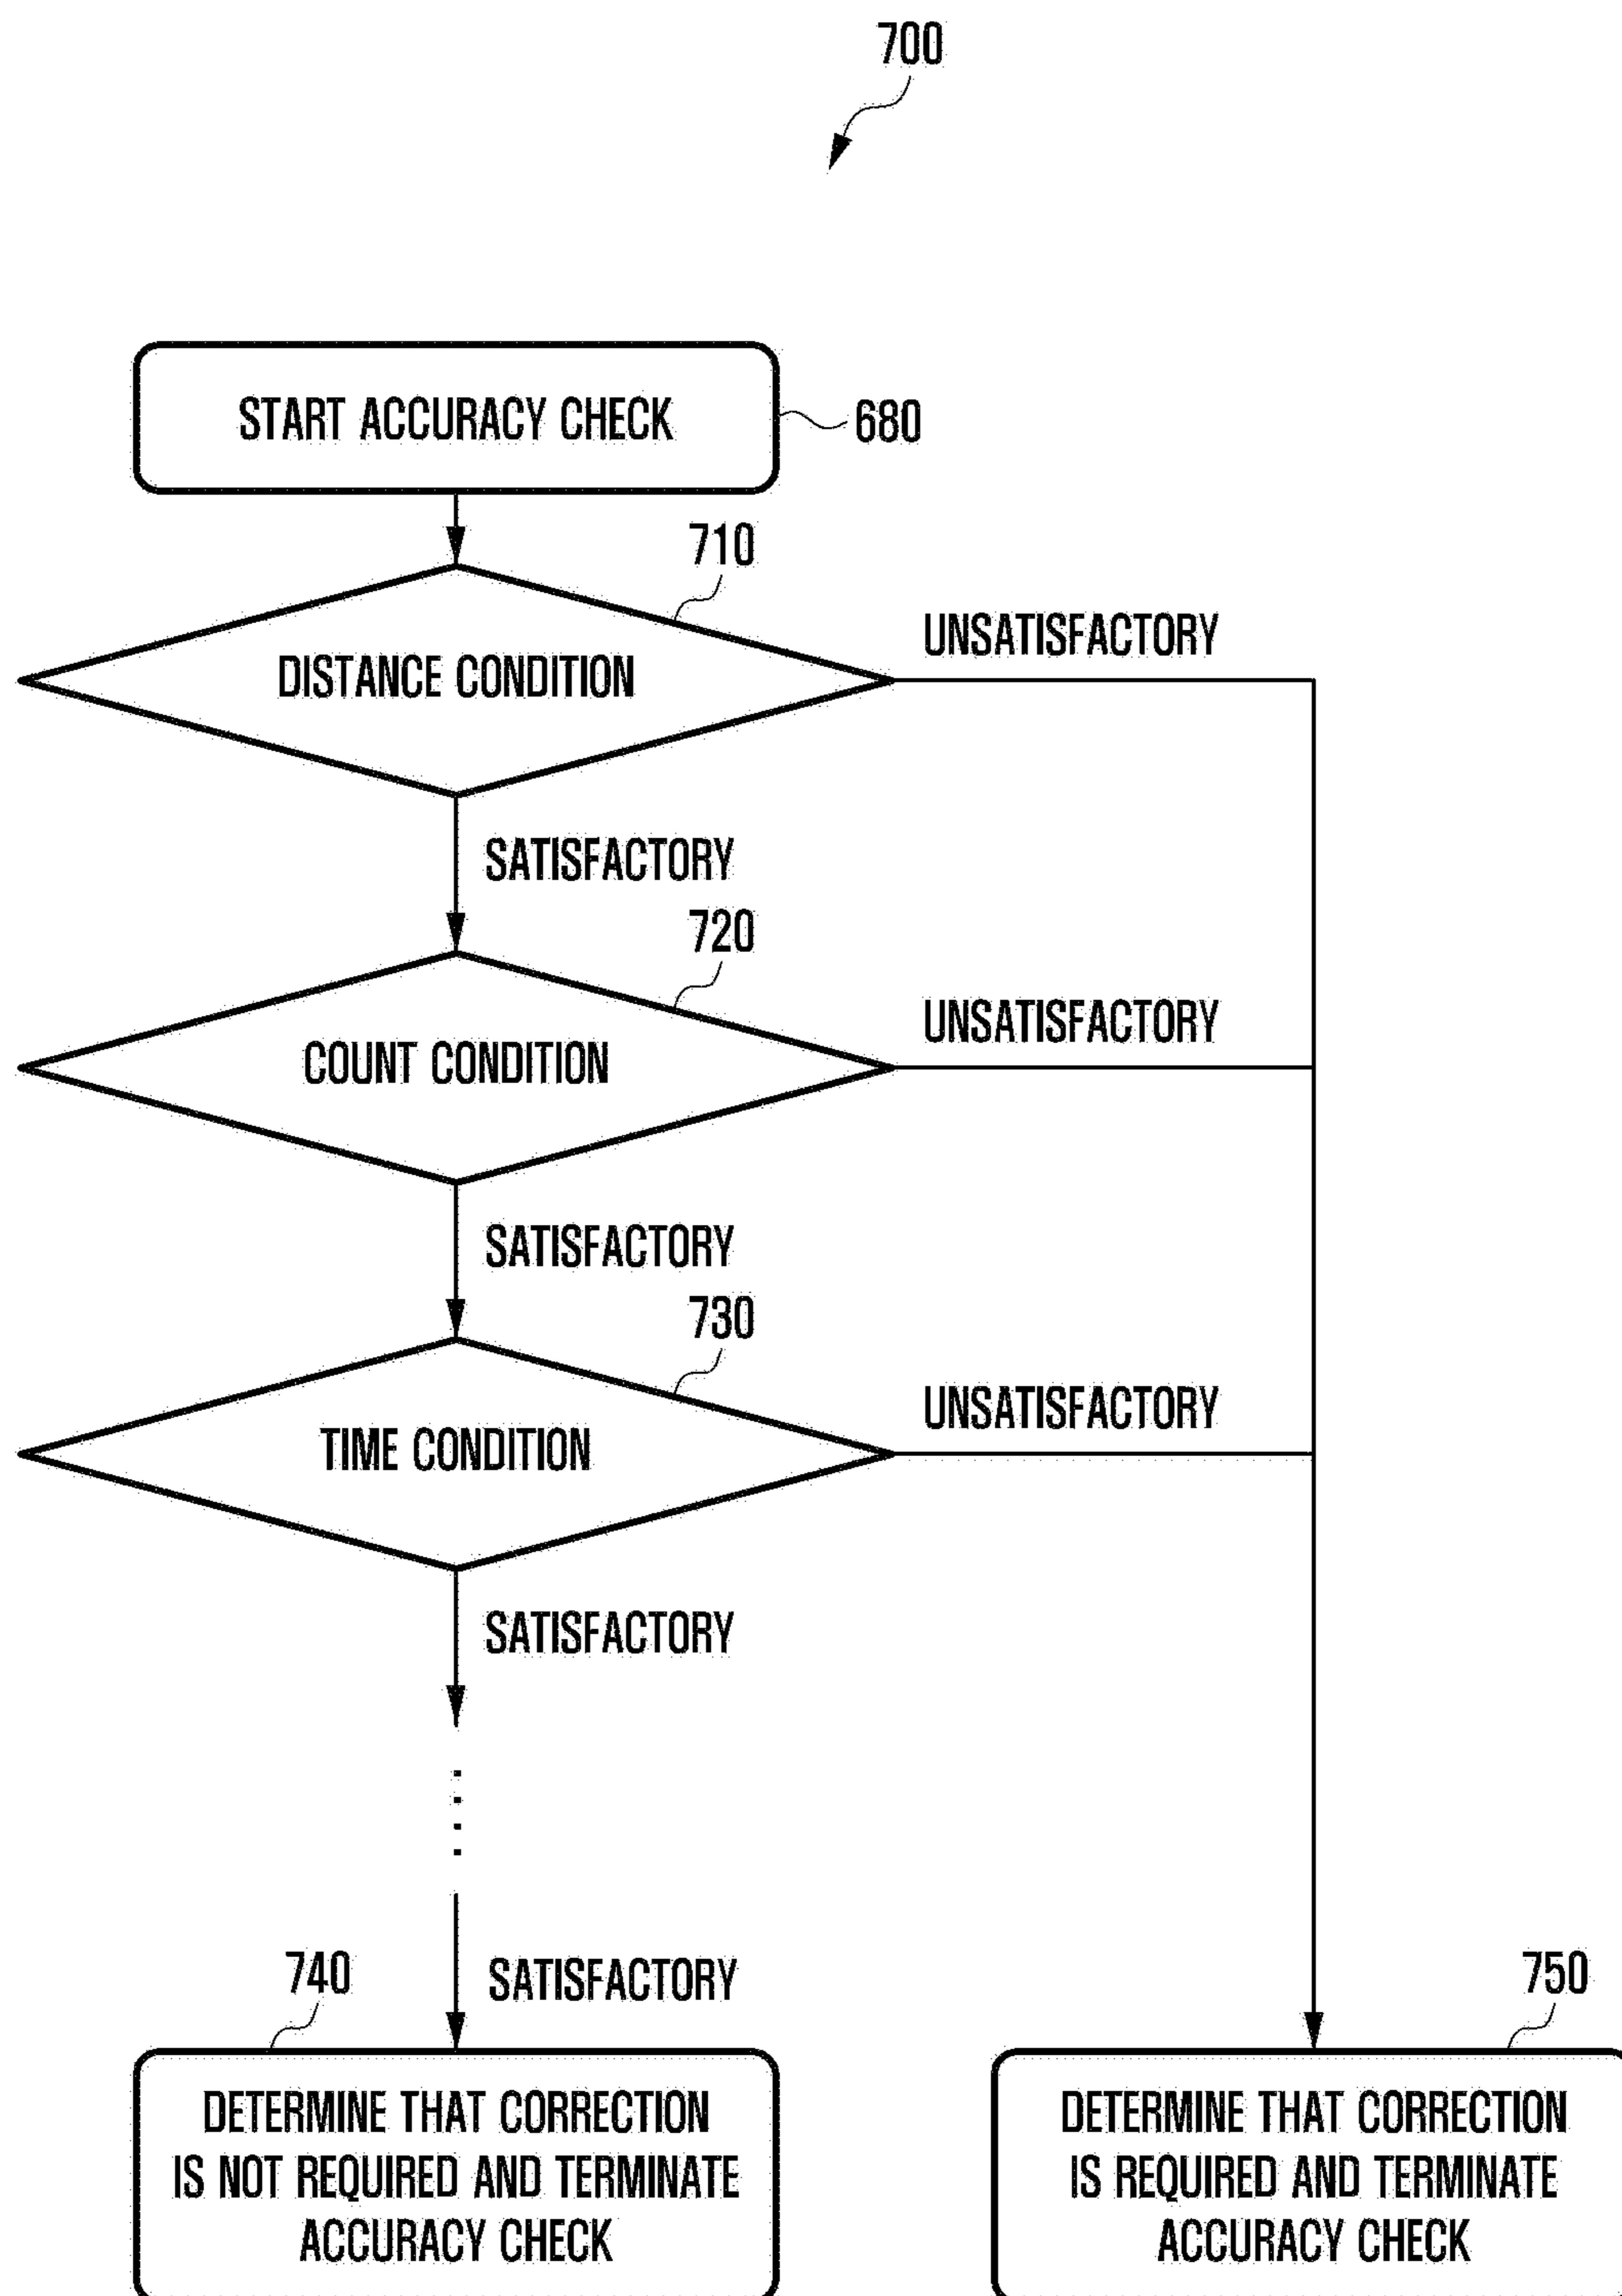 700
START ACCURACY CHECK
680
710
DISTANCE CONDITION
UNSATISFACTORY
SATISFACTORY
720
COUNT CONDITION
UNSATISFACTORY
SATISFACTORY
730
TIME CONDITION
UNSATISFACTORY
SATISFACTORY
SATISFACTORY
740
DETERMINE THAT CORRECTION
IS NOT REQUIRED AND TERMINATE
ACCURACY CHECK
750
DETERMINE THAT CORRECTION
IS REQUIRED AND TERMINATE
ACCURACY CHECK